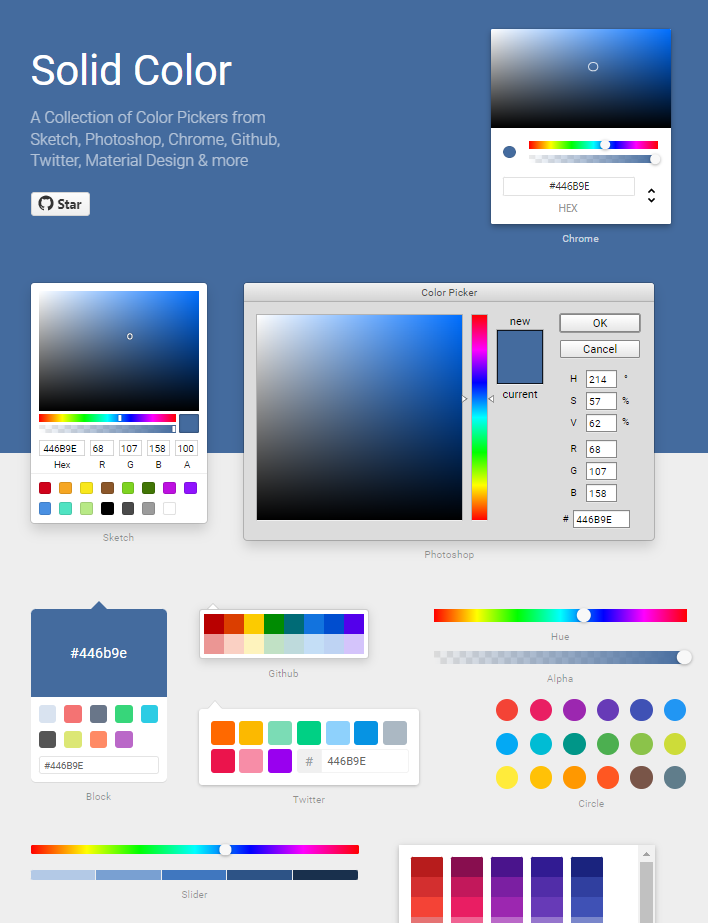 Solid Color
A Collection of Color Pickers from
Sketch, Photoshop, Chrome, Github,
Twitter, Material Design & more
Star
#446B9E
HEX
Chrome
446B9E 68 107 158 100
Hex R G B A
Sketch
Color Picker
new
current
OK
Cancel
H 214 °
S 57 %
V 62 %
R 68
G 107
B 158
# 446B9E
Photoshop
#446b9e
#446B9E
Block
Github
# 446B9E
Twitter
Hue
Alpha
Circle
Slider